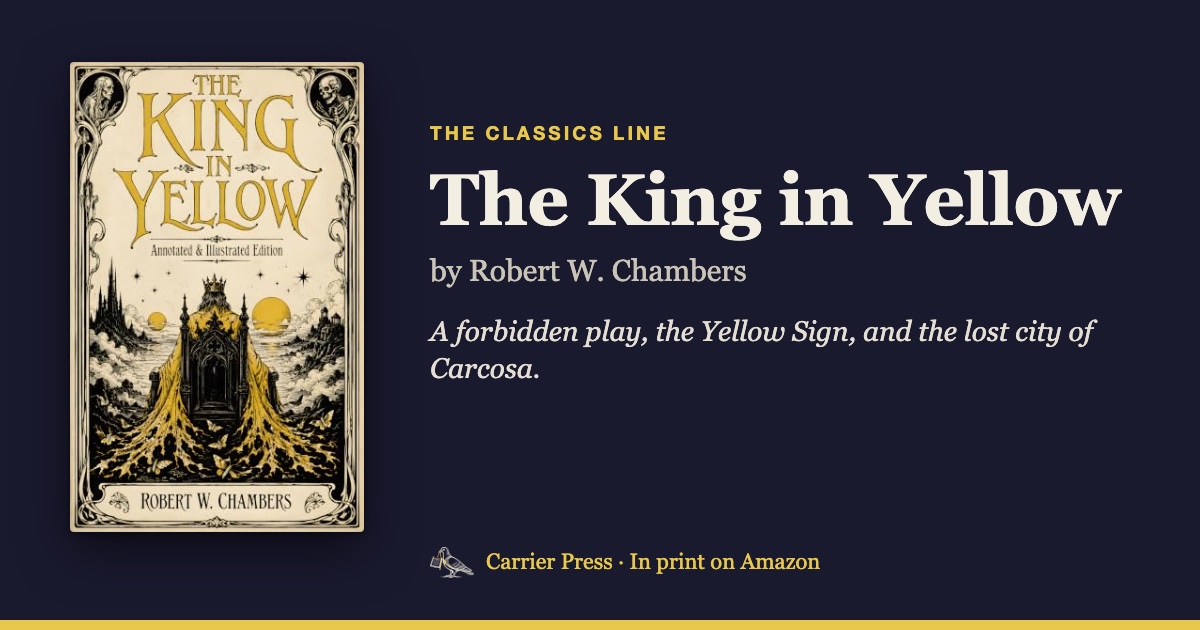 THE
KING
IN
YELLOW
Annotated & Illustrated Edition
ROBERT W. CHAMBERS
THE CLASSICS LINE
The King in Yellow
by Robert W. Chambers
A forbidden play, the Yellow Sign, and the lost city of
Carcosa.
Carrier Press · In print on Amazon